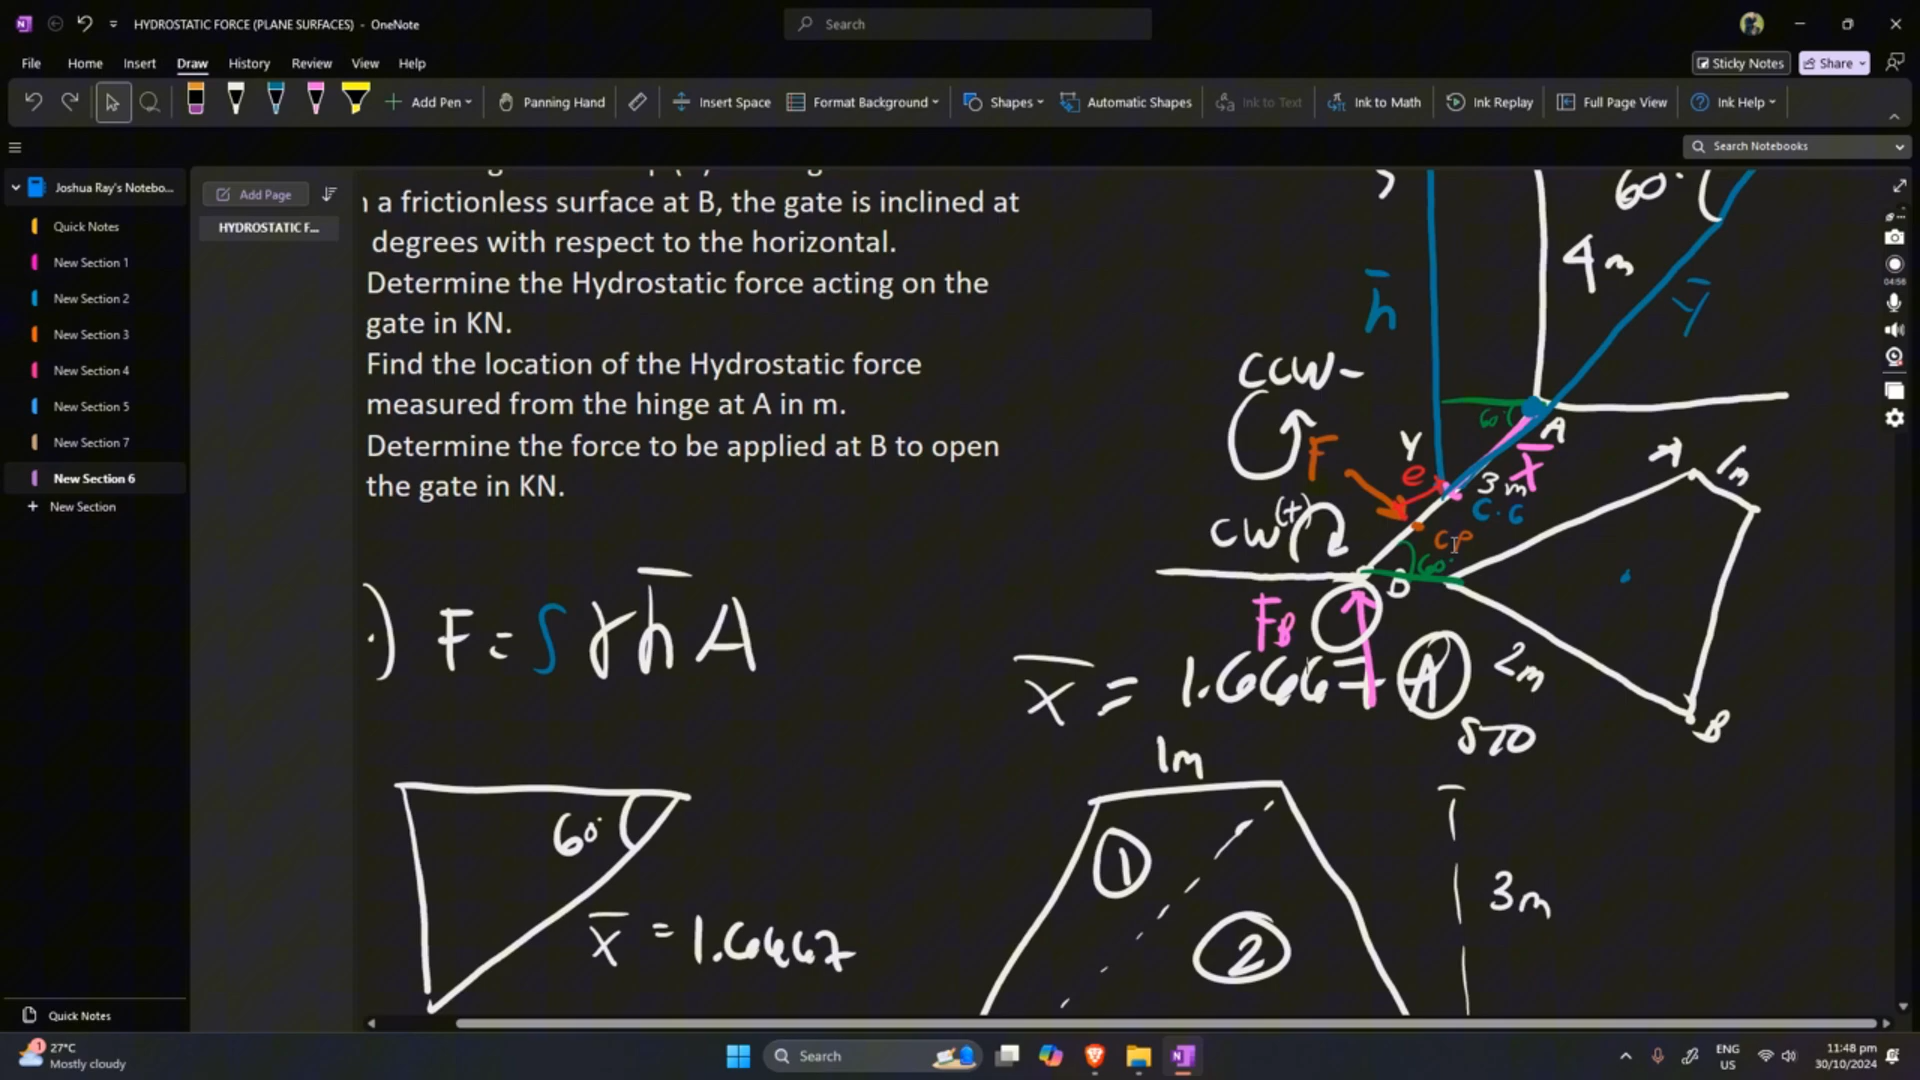 HYDROSTATIC FORCE (PLANE SURFACES) - OneNote
Search
File Home Insert Draw History Review View Help
Sticky Notes
Share
Add Pen
Panning Hand
Insert Space
Format Background
Shapes
Automatic Shapes
Ink to Text
Ink to Math
Ink Replay
Full Page View
Ink Help
Search Notebooks
Joshua Ray's Notebo...
Quick Notes
New Section 1
New Section 2
New Section 3
New Section 4
New Section 5
New Section 7
New Section 6
+ New Section
Quick Notes
Add Page
HYDROSTATIC F...
a frictionless surface at B, the gate is inclined at
degrees with respect to the horizontal.
Determine the Hydrostatic force acting on the
gate in KN.
Find the location of the Hydrostatic force
measured from the hinge at A in m.
Determine the force to be applied at B to open
the gate in KN.
60°
4m
h̄
ȳ
CCW-
F
Y
e
60°
A
x̄
3m
C.G
CP
CW(+)
60°
B
FB
A
1m
2m
B
.) F = ∫γh̄A
x̄ = 1.6667
A
STO
60°
x̄ = 1.6667
1m
1
2
3m
04:56
27°C
Mostly cloudy
Search
ENG
US
11:48 pm
30/10/2024